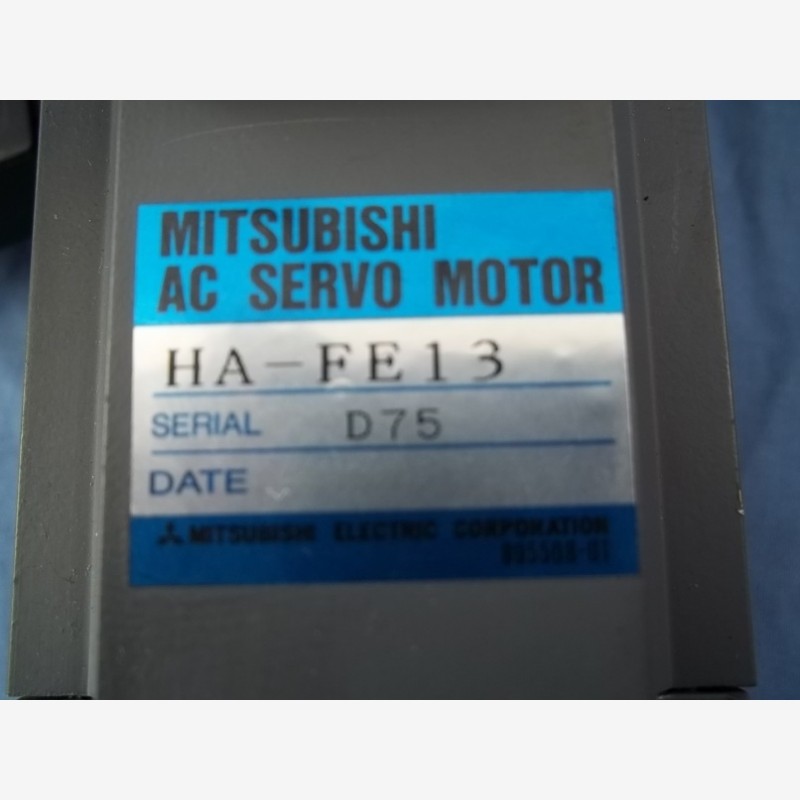 MITSUBISHI
AC SERVO MOTOR
HA-FE13
SERIAL D75
DATE
MITSUBISHI ELECTRIC CORPORATION